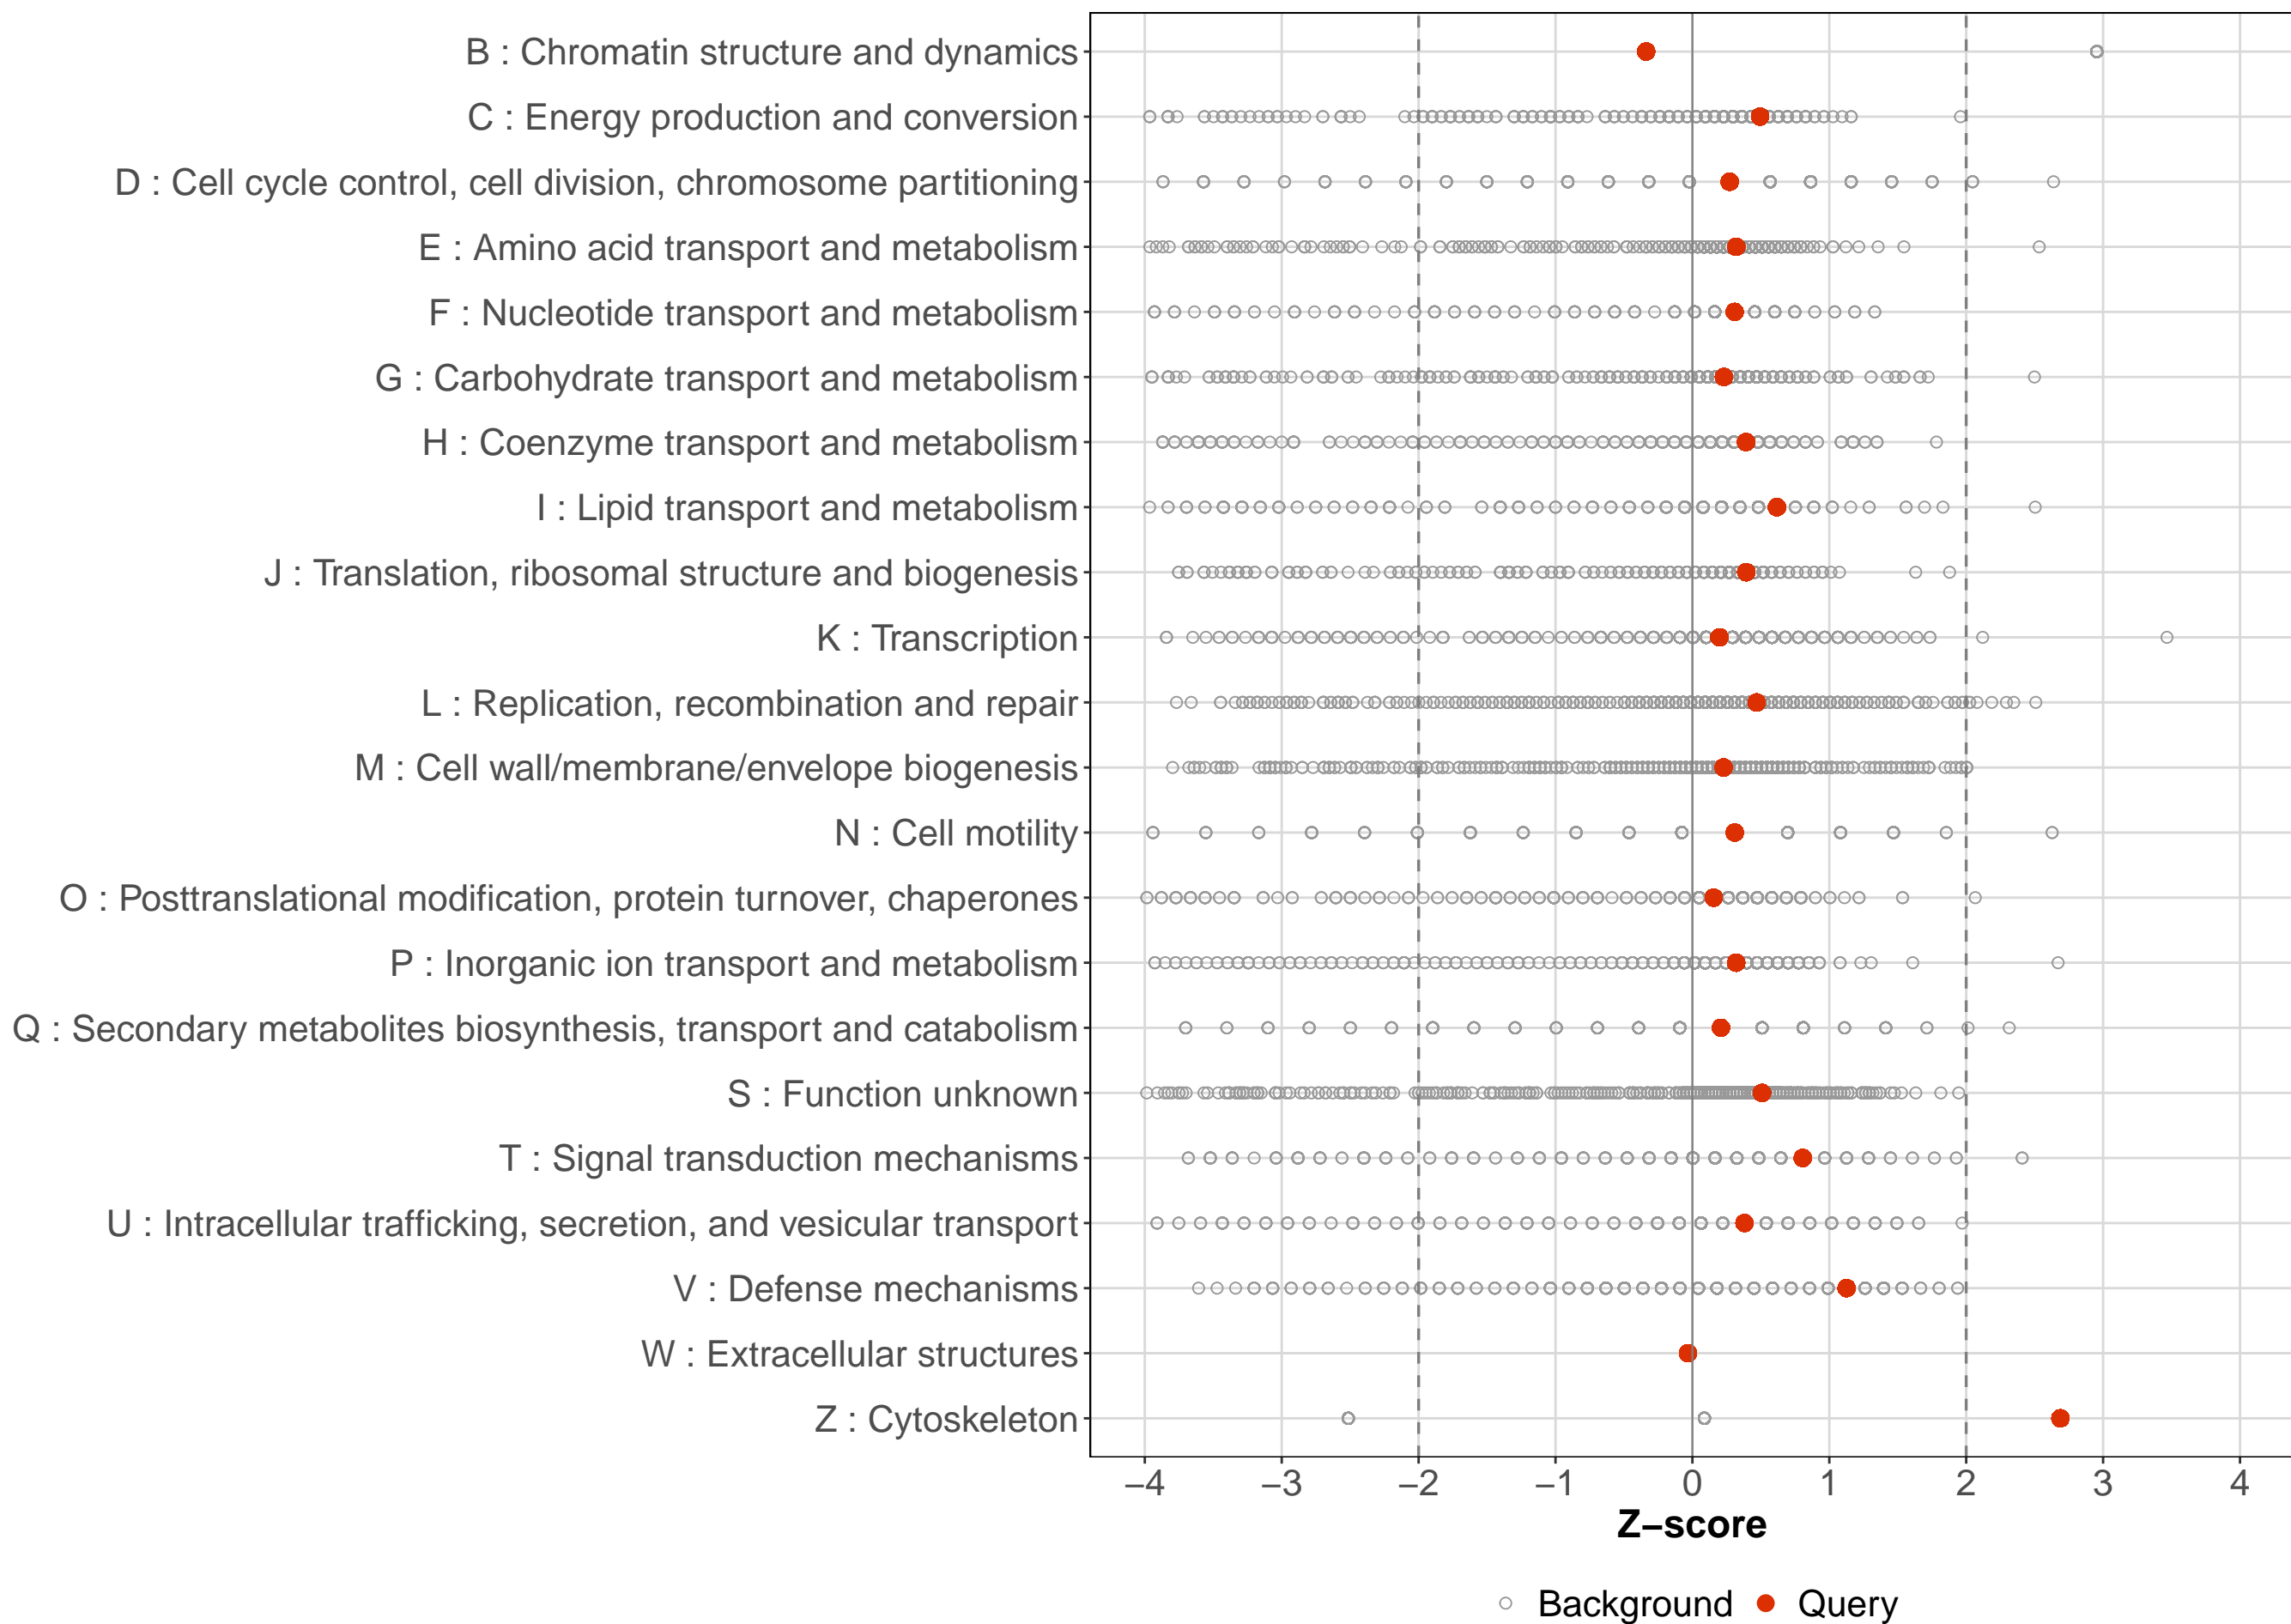 B : Chromatin structure and dynamics
C : Energy production and conversion
D : Cell cycle control, cell division, chromosome partitioning
E : Amino acid transport and metabolism
F : Nucleotide transport and metabolism
G : Carbohydrate transport and metabolism
H : Coenzyme transport and metabolism
I : Lipid transport and metabolism
J : Translation, ribosomal structure and biogenesis
K : Transcription
L : Replication, recombination and repair
M : Cell wall/membrane/envelope biogenesis
N : Cell motility
O : Posttranslational modification, protein turnover, chaperones
P : Inorganic ion transport and metabolism
Q : Secondary metabolites biosynthesis, transport and catabolism
S : Function unknown
T : Signal transduction mechanisms
U : Intracellular trafficking, secretion, and vesicular transport
V : Defense mechanisms
W : Extracellular structures
Z : Cytoskeleton
−4 −3 −2 −1 0 1 2 3 4
Z−score
Background Query